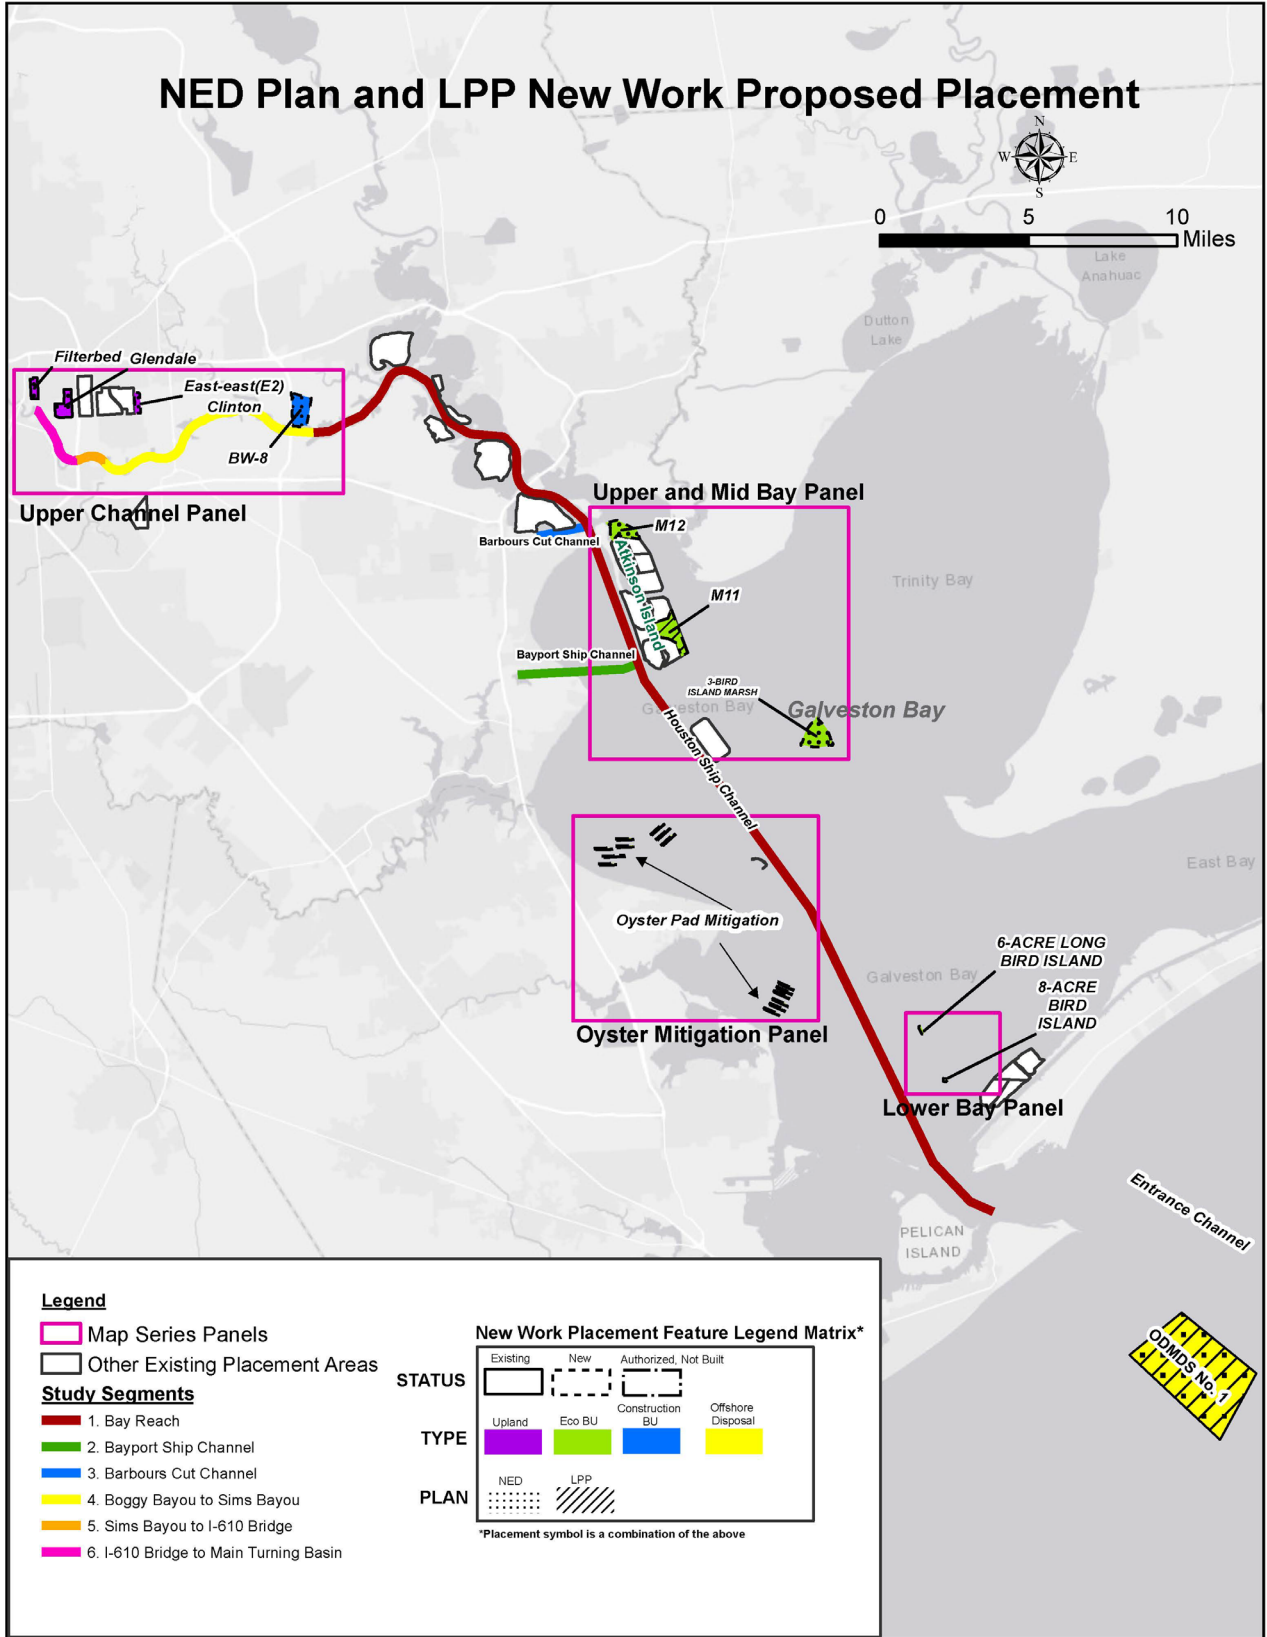 NED Plan and LPP New Work Proposed Placement
N
W
E
S
0
5
10
Miles
Lake
Anahuac
Dutton
Lake
Filterbed
Glendale
East-east(E2)
Clinton
BW-8
Upper Channel Panel
Upper and Mid Bay Panel
M12
Barbours Cut Channel
Atkinson Island
Trinity Bay
M11
Bayport Ship Channel
3-BIRD
ISLAND MARSH
Galveston Bay
Galveston Bay
Houston Ship Channel
East Bay
Oyster Pad Mitigation
6-ACRE LONG
BIRD ISLAND
Galveston Bay
8-ACRE
BIRD
ISLAND
Oyster Mitigation Panel
Lower Bay Panel
Entrance Channel
PELICAN
ISLAND
ODMDS No. 1
Legend
Map Series Panels
Other Existing Placement Areas
Study Segments
1. Bay Reach
2. Bayport Ship Channel
3. Barbours Cut Channel
4. Boggy Bayou to Sims Bayou
5. Sims Bayou to I-610 Bridge
6. I-610 Bridge to Main Turning Basin
New Work Placement Feature Legend Matrix*
Existing
New
Authorized, Not Built
STATUS
Upland
Eco BU
Construction
BU
Offshore
Disposal
TYPE
NED
LPP
PLAN
*Placement symbol is a combination of the above